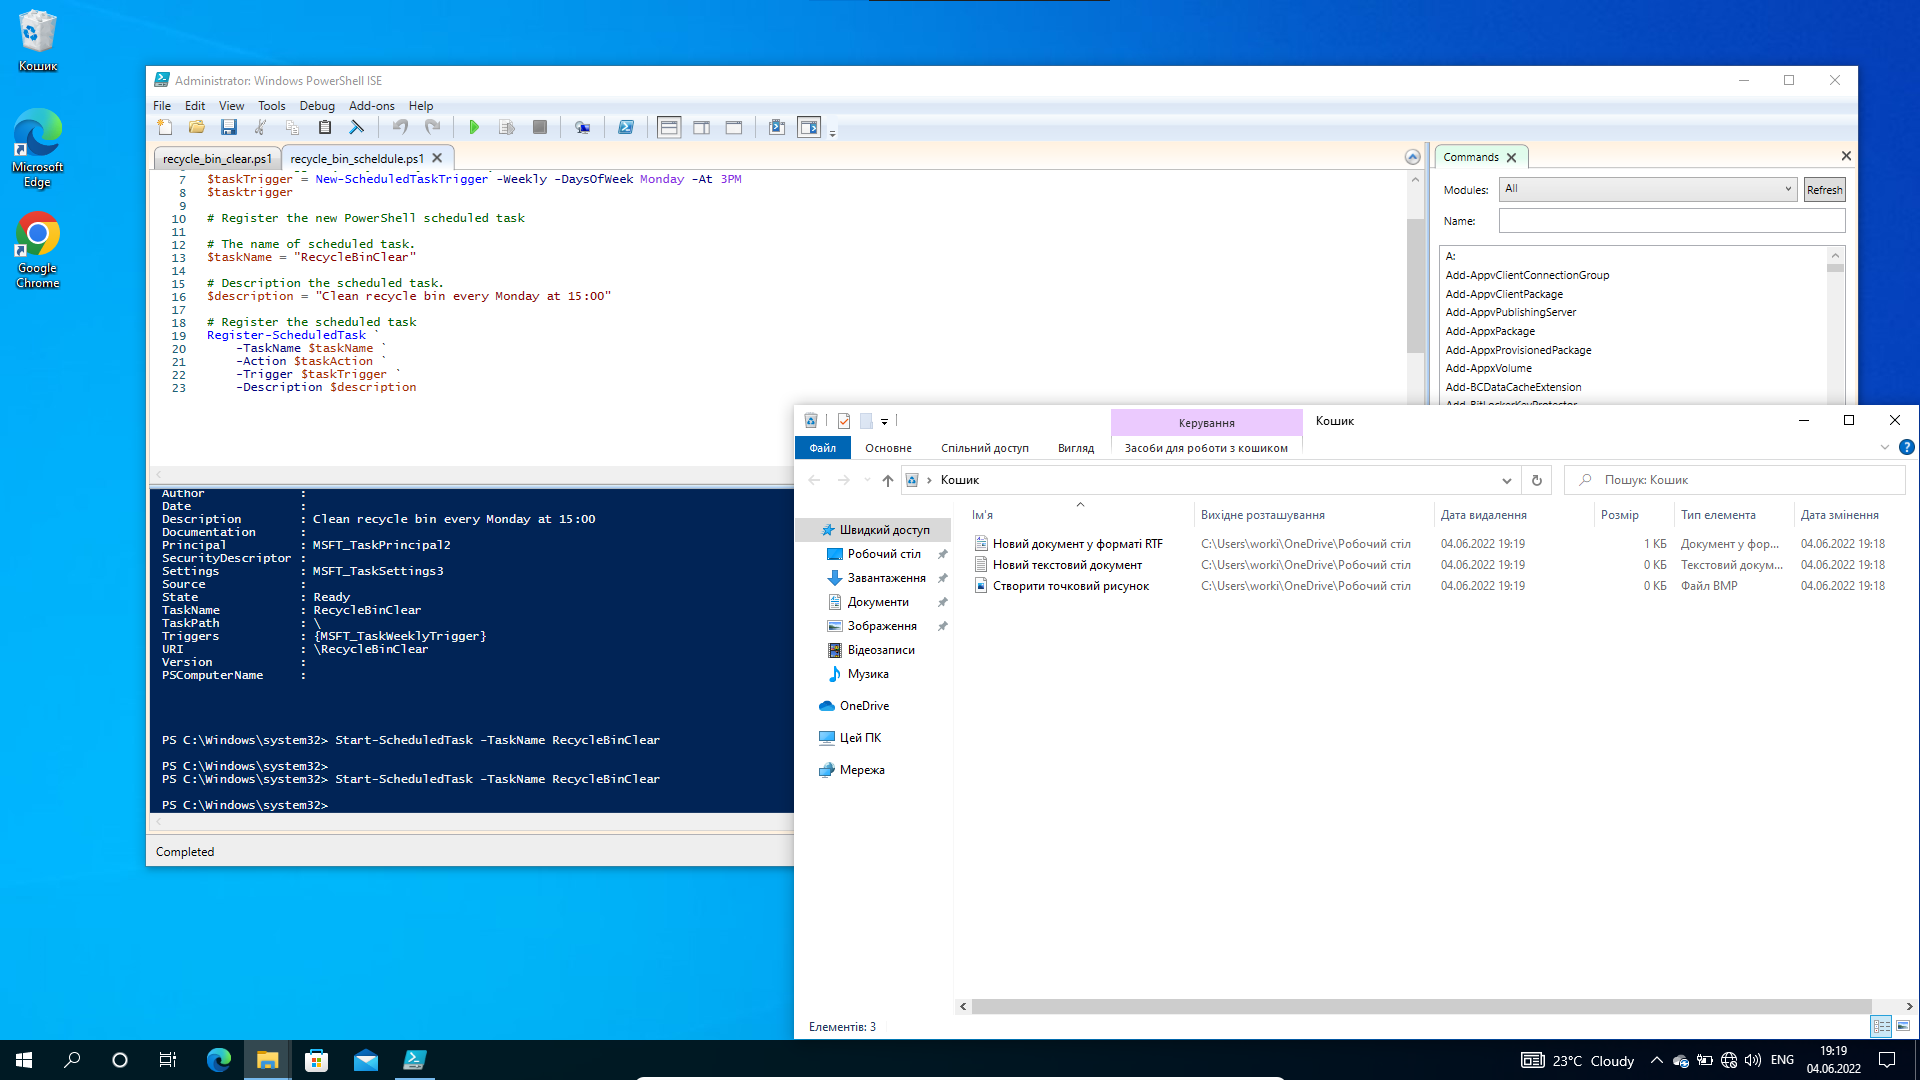 Кошик
Microsoft
Edge
Google
Chrome
Administrator: Windows PowerShell ISE
File Edit View Tools Debug Add-ons Help
recycle_bin_clear.ps1
recycle_bin_scheldule.ps1
7 $taskTrigger = New-ScheduledTaskTrigger -Weekly -DaysOfWeek Monday -At 3PM
8 $tasktrigger
9
10 # Register the new PowerShell scheduled task
11
12 # The name of scheduled task.
13 $taskName = "RecycleBinClear"
14
15 # Description the scheduled task.
16 $description = "Clean recycle bin every Monday at 15:00"
17
18 # Register the scheduled task
19 Register-ScheduledTask `
20 -TaskName $taskName `
21 -Action $taskAction `
22 -Trigger $taskTrigger `
23 -Description $description
Commands
Modules: All Refresh
Name:
A:
Add-AppvClientConnectionGroup
Add-AppvClientPackage
Add-AppvPublishingServer
Add-AppxPackage
Add-AppxProvisionedPackage
Add-AppxVolume
Add-BCDataCacheExtension
Add-BitLockerKeyProtector
Author :
Date :
Description : Clean recycle bin every Monday at 15:00
Documentation :
Principal : MSFT_TaskPrincipal2
SecurityDescriptor :
Settings : MSFT_TaskSettings3
Source :
State : Ready
TaskName : RecycleBinClear
TaskPath : \
Triggers : {MSFT_TaskWeeklyTrigger}
URI : \RecycleBinClear
Version :
PSComputerName :
PS C:\Windows\system32> Start-ScheduledTask -TaskName RecycleBinClear
PS C:\Windows\system32>
PS C:\Windows\system32> Start-ScheduledTask -TaskName RecycleBinClear
PS C:\Windows\system32>
Completed
Керування
Кошик
Файл Основне Спільний доступ Вигляд Засоби для роботи з кошиком
Кошик
Пошук: Кошик
Швидкий доступ
Робочий стіл
Завантаження
Документи
Зображення
Відеозаписи
Музика
OneDrive
Цей ПК
Мережа
Ім'я Вихідне розташування Дата видалення Розмір Тип елемента Дата змінення
Новий документ у форматі RTF C:\Users\worki\OneDrive\Робочий стіл 04.06.2022 19:19 1 КБ Документ у фор... 04.06.2022 19:18
Новий текстовий документ C:\Users\worki\OneDrive\Робочий стіл 04.06.2022 19:19 0 КБ Текстовий докум... 04.06.2022 19:18
Створити точковий рисунок C:\Users\worki\OneDrive\Робочий стіл 04.06.2022 19:19 0 КБ Файл BMP 04.06.2022 19:18
Елементів: 3
23°C Cloudy
ENG
19:19
04.06.2022